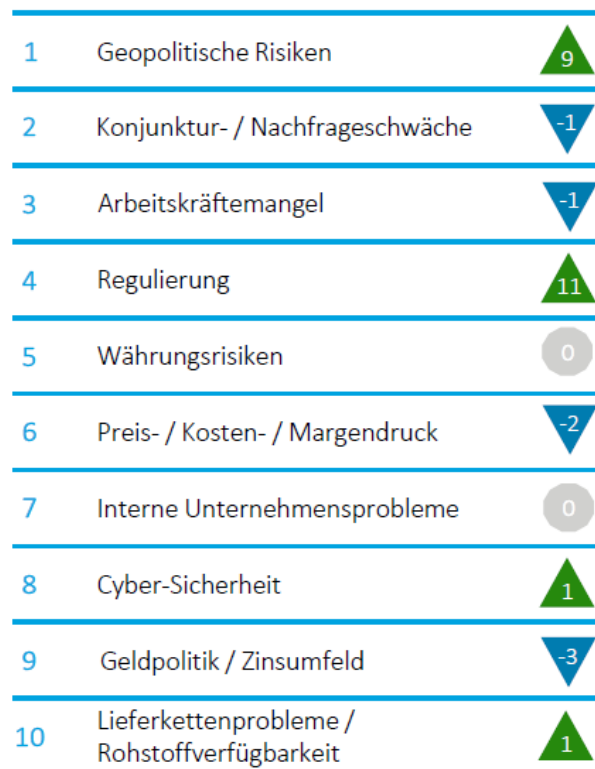 1 Geopolitische Risiken 9
2 Konjunktur- / Nachfrageschwäche -1
3 Arbeitskräftemangel -1
4 Regulierung 11
5 Währungsrisiken 0
6 Preis- / Kosten- / Margendruck -2
7 Interne Unternehmensprobleme 0
8 Cyber-Sicherheit 1
9 Geldpolitik / Zinsumfeld -3
10 Lieferkettenprobleme /
Rohstoffverfügbarkeit 1